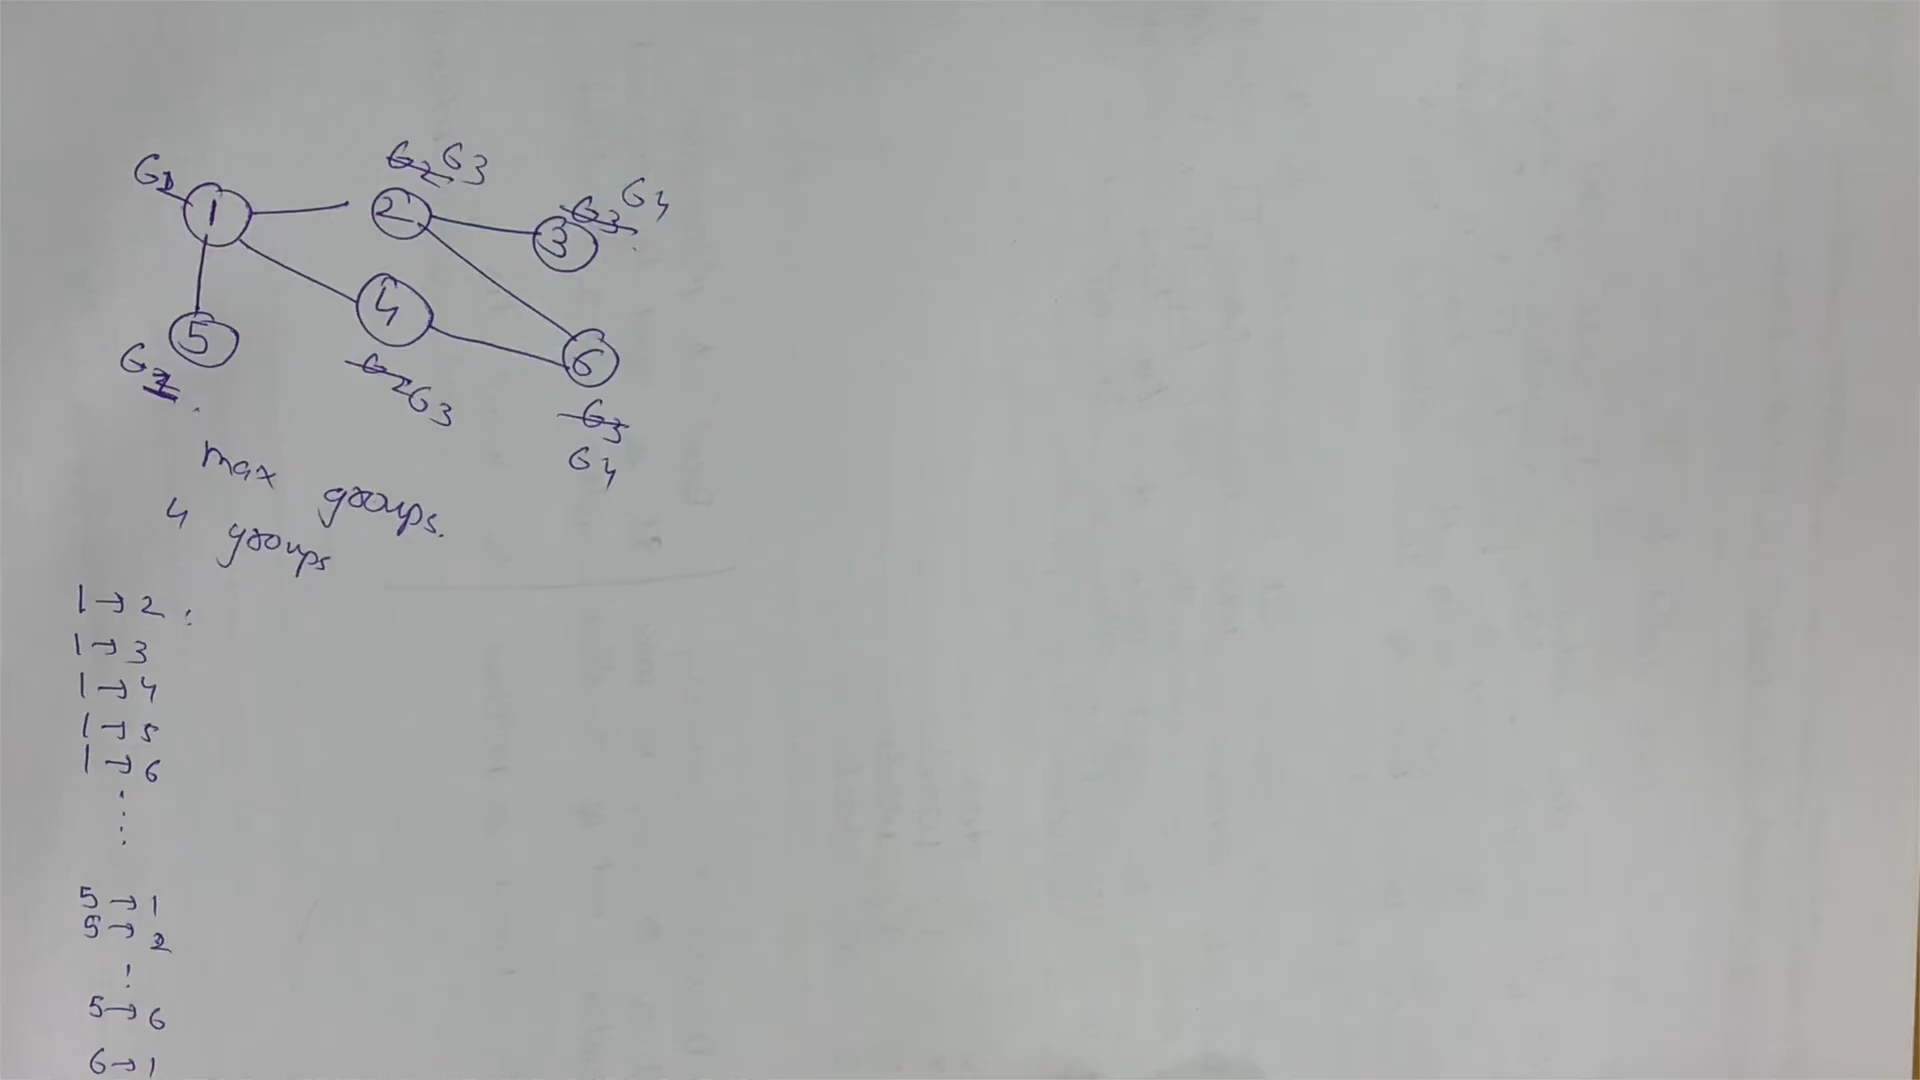 G2 G3
G1
G3 G4
1
2
3
4
5
6
G2 G3
G3
G4
max groups.
4 groups
1 → 2 :
1 → 3
1 → 4
1 → 5
1 → 6
5 → 1
5 → 2
5 → 6
6 → 1